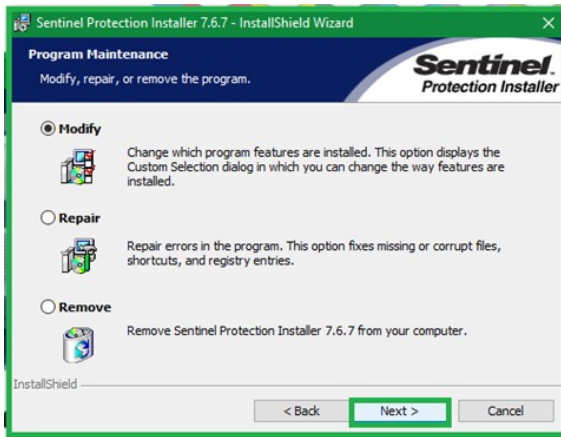 Sentinel Protection Installer 7.6.7 - InstallShield Wizard
Program Maintenance
Modify, repair, or remove the program.
Sentinel.
Protection Installer
Modify
Change which program features are installed. This option displays the
Custom Selection dialog in which you can change the way features are
installed.
Repair
Repair errors in the program. This option fixes missing or corrupt files,
shortcuts, and registry entries.
Remove
Remove Sentinel Protection Installer 7.6.7 from your computer.
InstallShield
< Back
Next >
Cancel